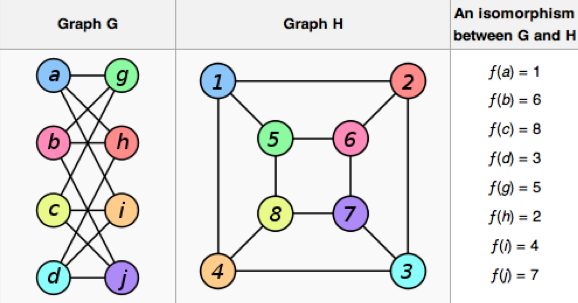 Graph G
Graph H
An isomorphism
between G and H
a
g
b
h
c
i
d
j
1
2
5
6
8
7
4
3
f(a) = 1
f(b) = 6
f(c) = 8
f(d) = 3
f(g) = 5
f(h) = 2
f(i) = 4
f(j) = 7